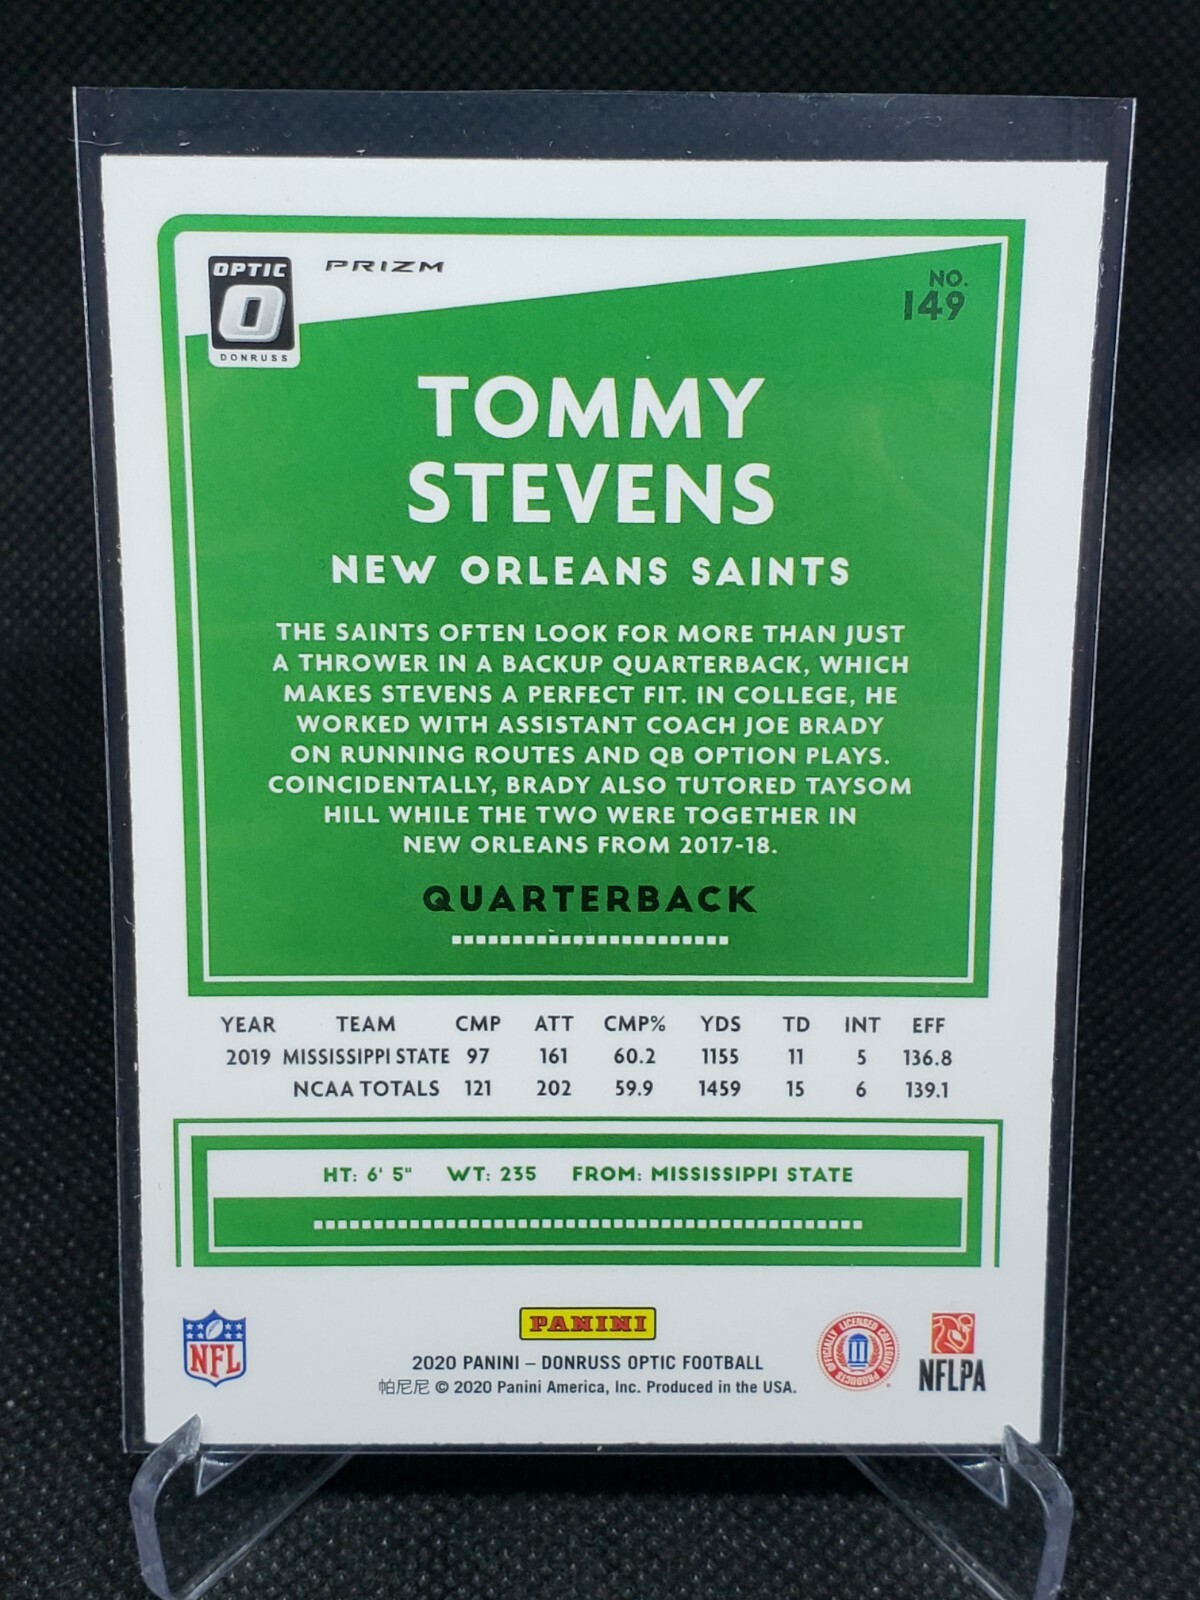 OPTIC
O
DONRUSS
PRIZM
NO.
149
TOMMY
STEVENS
NEW ORLEANS SAINTS
THE SAINTS OFTEN LOOK FOR MORE THAN JUST
A THROWER IN A BACKUP QUARTERBACK, WHICH
MAKES STEVENS A PERFECT FIT. IN COLLEGE, HE
WORKED WITH ASSISTANT COACH JOE BRADY
ON RUNNING ROUTES AND QB OPTION PLAYS.
COINCIDENTALLY, BRADY ALSO TUTORED TAYSOM
HILL WHILE THE TWO WERE TOGETHER IN
NEW ORLEANS FROM 2017-18.
QUARTERBACK
YEAR TEAM CMP ATT CMP% YDS TD INT EFF
2019 MISSISSIPPI STATE 97 161 60.2 1155 11 5 136.8
NCAA TOTALS 121 202 59.9 1459 15 6 139.1
HT: 6' 5" WT: 235 FROM: MISSISSIPPI STATE
NFL
PANINI
2020 PANINI – DONRUSS OPTIC FOOTBALL
帕尼尼 © 2020 Panini America, Inc. Produced in the USA.
OFFICIALLY LICENSED COLLEGIATE PRODUCTS
NFLPA